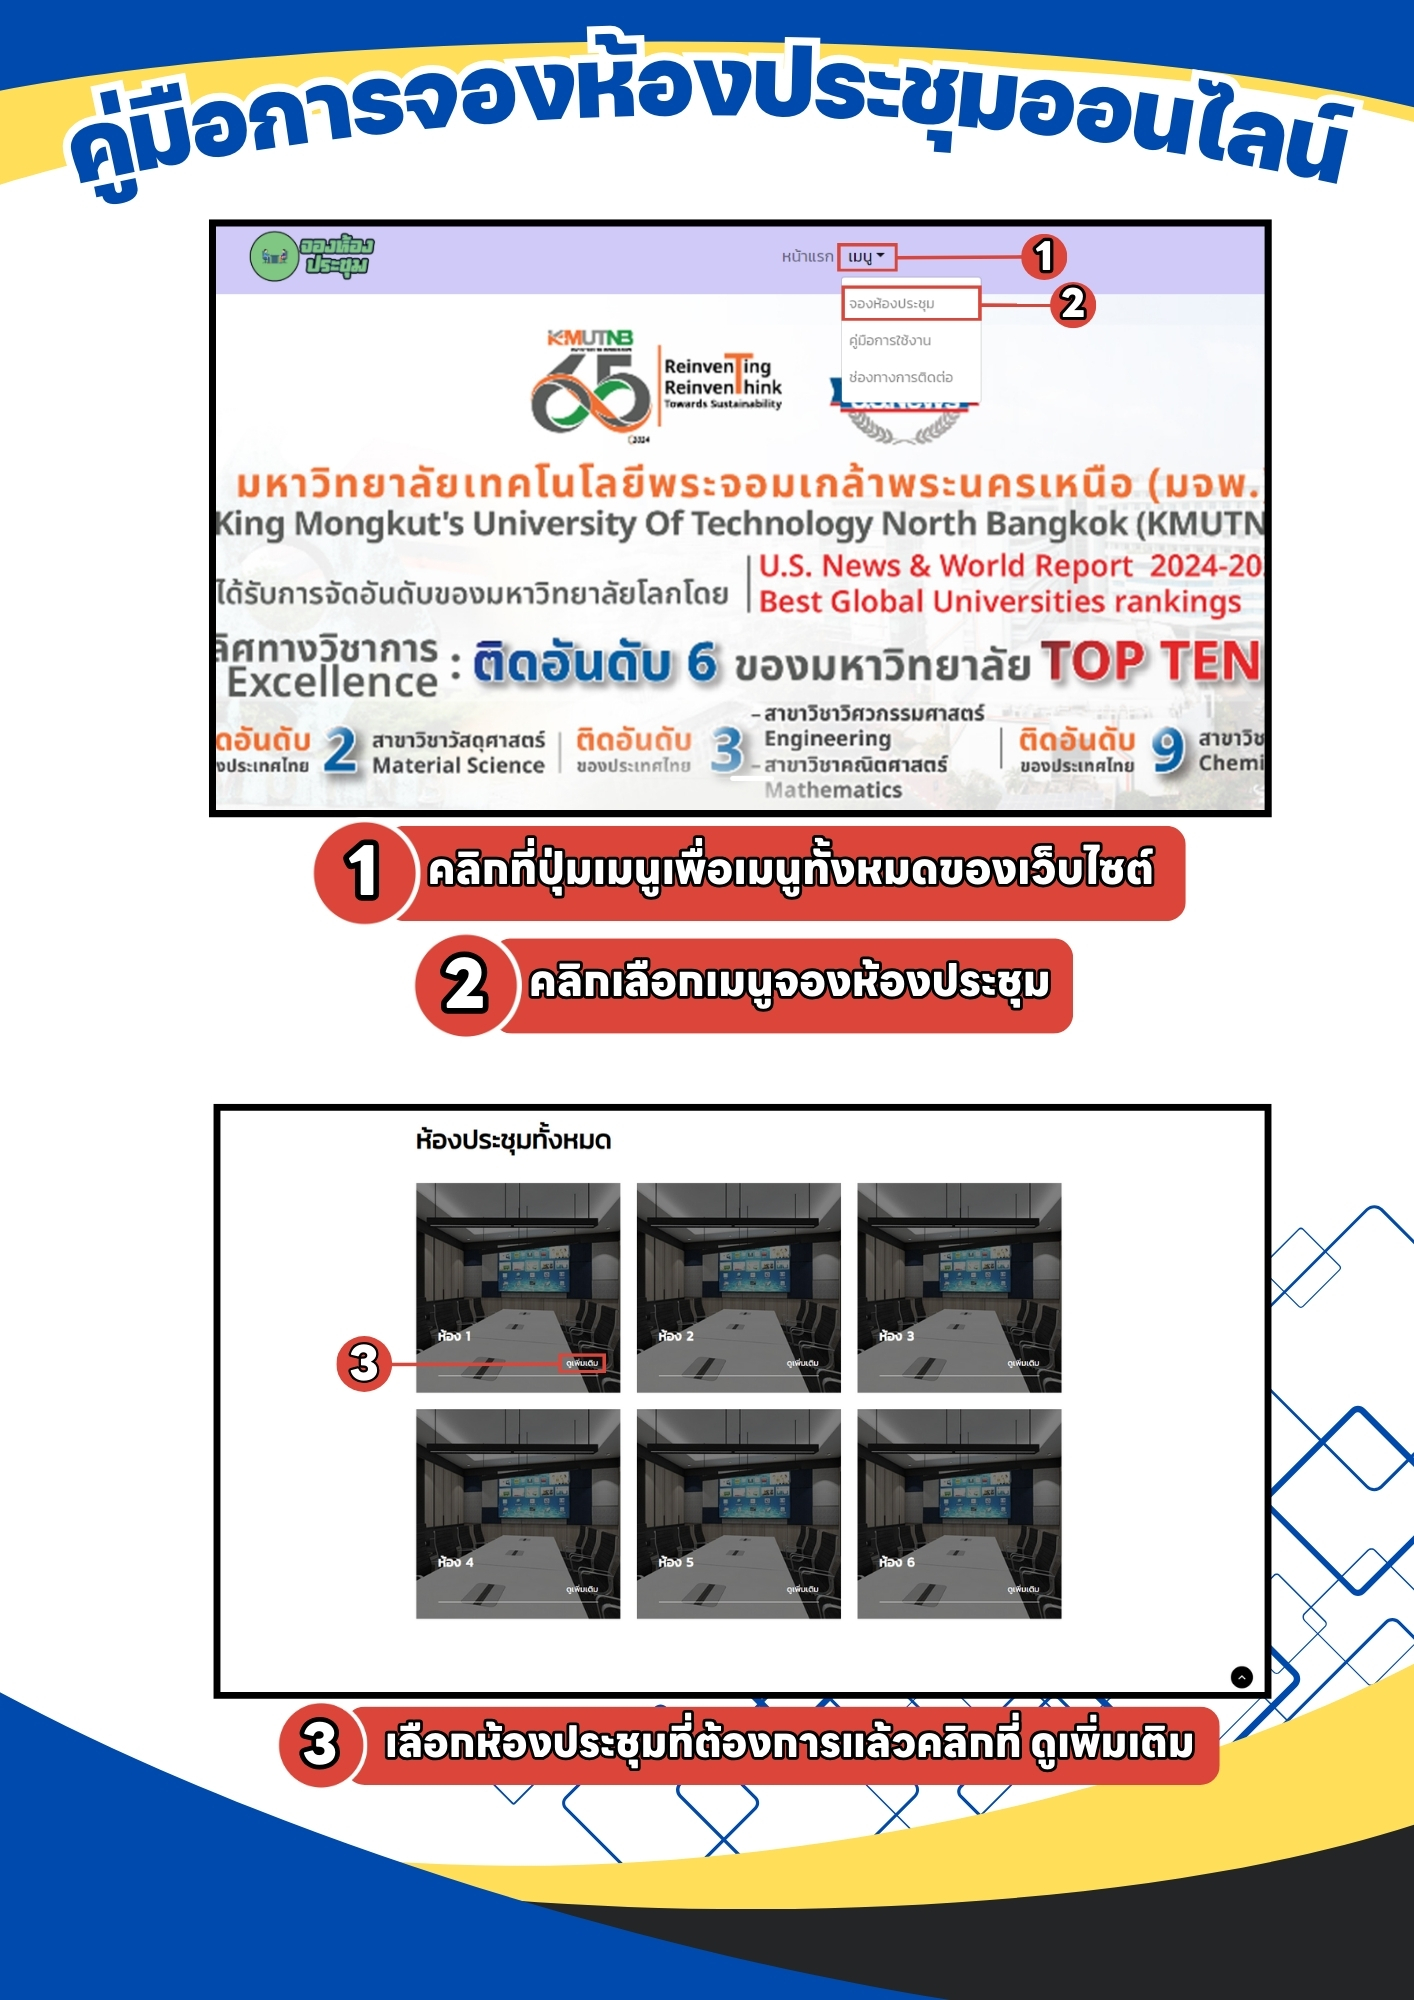 คู่มือการจองห้องประชุมออนไลน์
จองห้อง
ประชุม
หน้าแรก เมนู
1
จองห้องประชุม
2
คู่มือการใช้งาน
ช่องทางการติดต่อ
KMUTNB
65
ReinvenTing
ReinvenThink
Towards Sustainability
2024
มหาวิทยาลัยเทคโนโลยีพระจอมเกล้าพระนครเหนือ (มจพ.
King Mongkut's University Of Technology North Bangkok (KMUTN
ได้รับการจัดอันดับของมหาวิทยาลัยโลกโดย
U.S. News & World Report 2024-20
Best Global Universities rankings
ลิศทางวิชาการ
Excellence
: ติดอันดับ 6 ของมหาวิทยาลัย TOP TEN
ดอันดับ
งประเทศไทย
2
สาขาวิชาวัสดุศาสตร์
Material Science
ติดอันดับ
ของประเทศไทย
3
-สาขาวิชาวิศวกรรมศาสตร์
Engineering
-สาขาวิชาคณิตศาสตร์
Mathematics
ติดอันดับ
ของประเทศไทย
9
สาขาวิช
Chemi
1 คลิกที่ปุ่มเมนูเพื่อเมนูทั้งหมดของเว็บไซต์
2 คลิกเลือกเมนูจองห้องประชุม
ห้องประชุมทั้งหมด
ห้อง 1
ดูเพิ่มเติม
ห้อง 2
ดูเพิ่มเติม
ห้อง 3
ดูเพิ่มเติม
3
ห้อง 4
ดูเพิ่มเติม
ห้อง 5
ดูเพิ่มเติม
ห้อง 6
ดูเพิ่มเติม
3 เลือกห้องประชุมที่ต้องการแล้วคลิกที่ ดูเพิ่มเติม